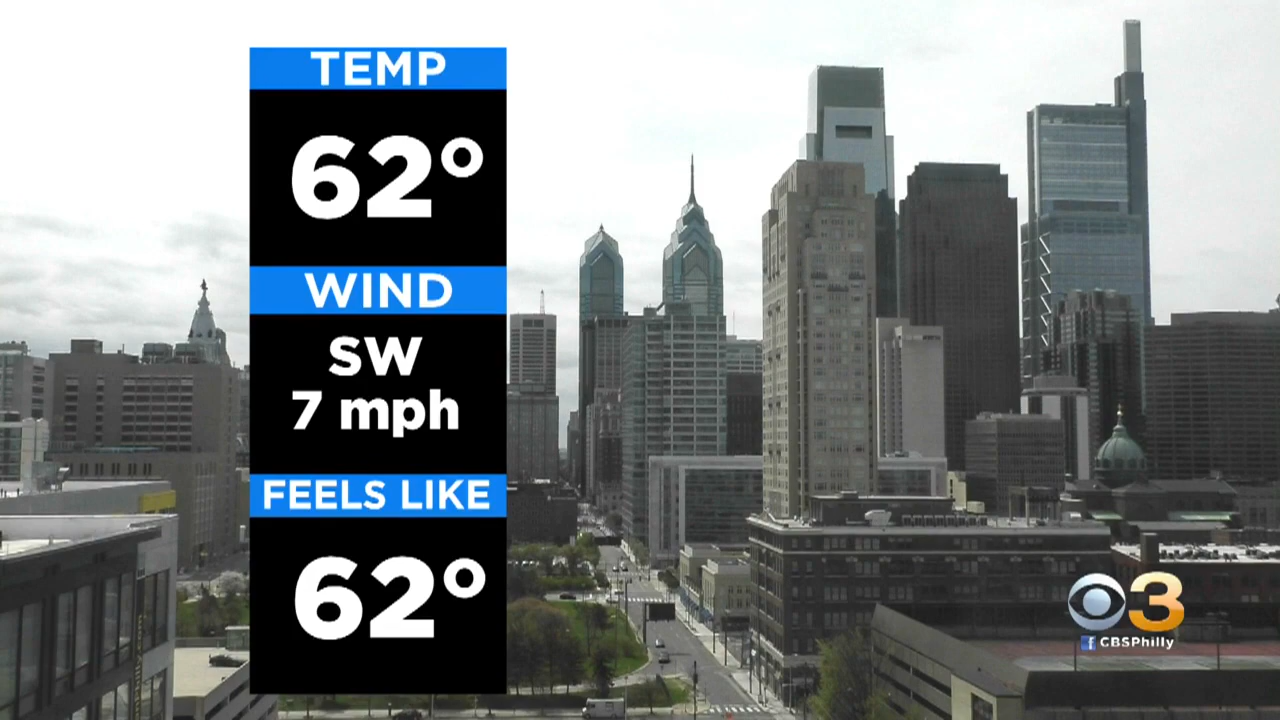 TEMP
62°
WIND
SW
7 mph
FEELS LIKE
62°
3
f CBSPhilly